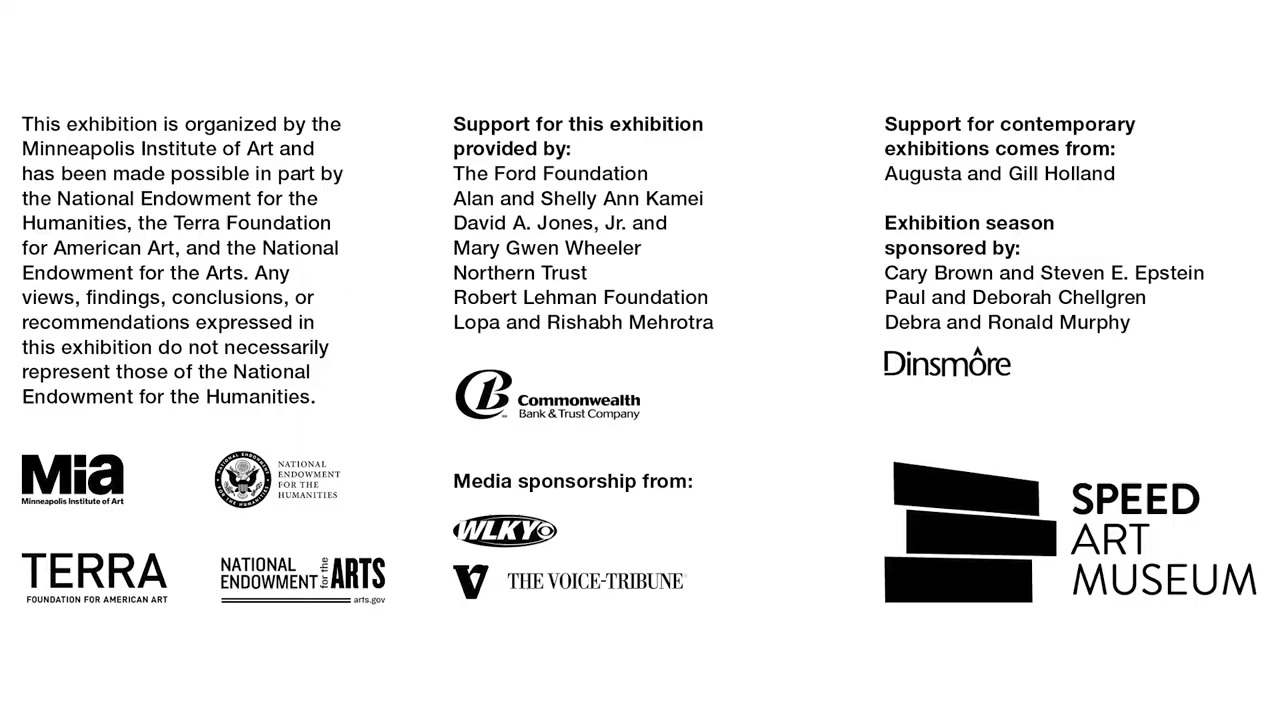 This exhibition is organized by the
Minneapolis Institute of Art and
has been made possible in part by
the National Endowment for the
Humanities, the Terra Foundation
for American Art, and the National
Endowment for the Arts. Any
views, findings, conclusions, or
recommendations expressed in
this exhibition do not necessarily
represent those of the National
Endowment for the Humanities.
Mia
Minneapolis Institute of Art
NATIONAL ENDOWMENT FOR THE HUMANITIES
NATIONAL
ENDOWMENT
FOR THE
HUMANITIES
TERRA
FOUNDATION FOR AMERICAN ART
NATIONAL
ENDOWMENT for the ARTS
arts.gov
Support for this exhibition
provided by:
The Ford Foundation
Alan and Shelly Ann Kamei
David A. Jones, Jr. and
Mary Gwen Wheeler
Northern Trust
Robert Lehman Foundation
Lopa and Rishabh Mehrotra
Commonwealth
Bank & Trust Company
Media sponsorship from:
WLKY
V THE VOICE-TRIBUNE
Support for contemporary
exhibitions comes from:
Augusta and Gill Holland
Exhibition season
sponsored by:
Cary Brown and Steven E. Epstein
Paul and Deborah Chellgren
Debra and Ronald Murphy
Dinsmore
SPEED
ART
MUSEUM